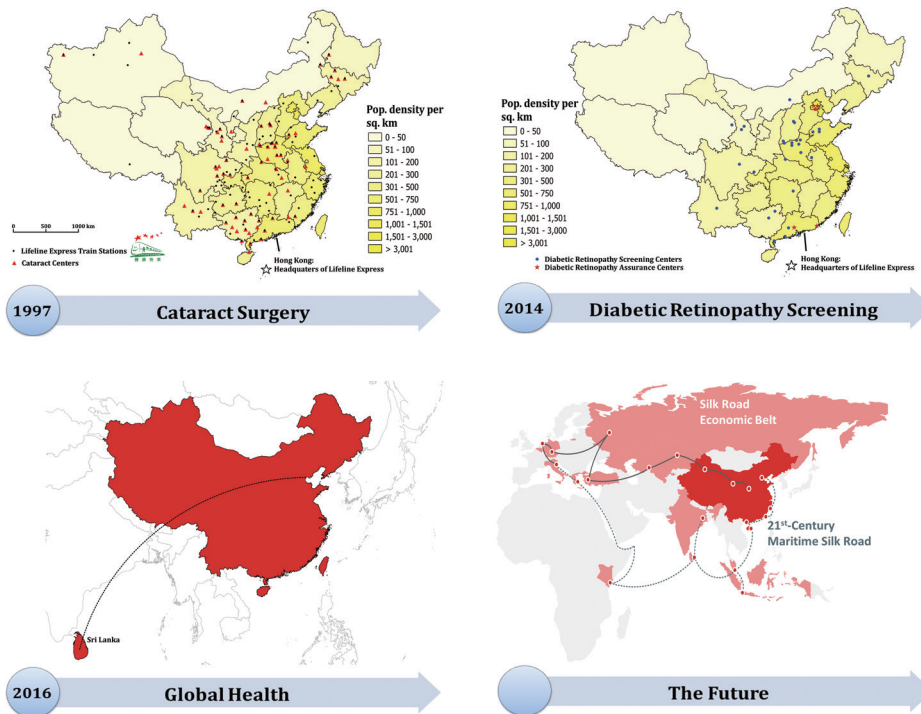 Pop. density per
sq. km
0 - 50
51 - 100
101 - 200
201 - 300
301 - 500
501 - 750
751 - 1,000
1,001 - 1,501
1,501 - 3,000
> 3,001
0 500 1000 km
Lifeline Express Train Stations
Cataract Centers
Hong Kong:
Headquaters of Lifeline Express
1997
Cataract Surgery
Pop. density per
sq. km
0 - 50
51 - 100
101 - 200
201 - 300
301 - 500
501 - 750
751 - 1,000
1,001 - 1,501
1,501 - 3,000
> 3,001
0 500 1000 km
Diabetic Retinopathy Screening Centers
Diabetic Retinopathy Assurance Centers
Hong Kong:
Headquarters of Lifeline Express
2014
Diabetic Retinopathy Screening
Sri Lanka
2016
Global Health
Silk Road
Economic Belt
21st-Century
Maritime Silk Road
The Future